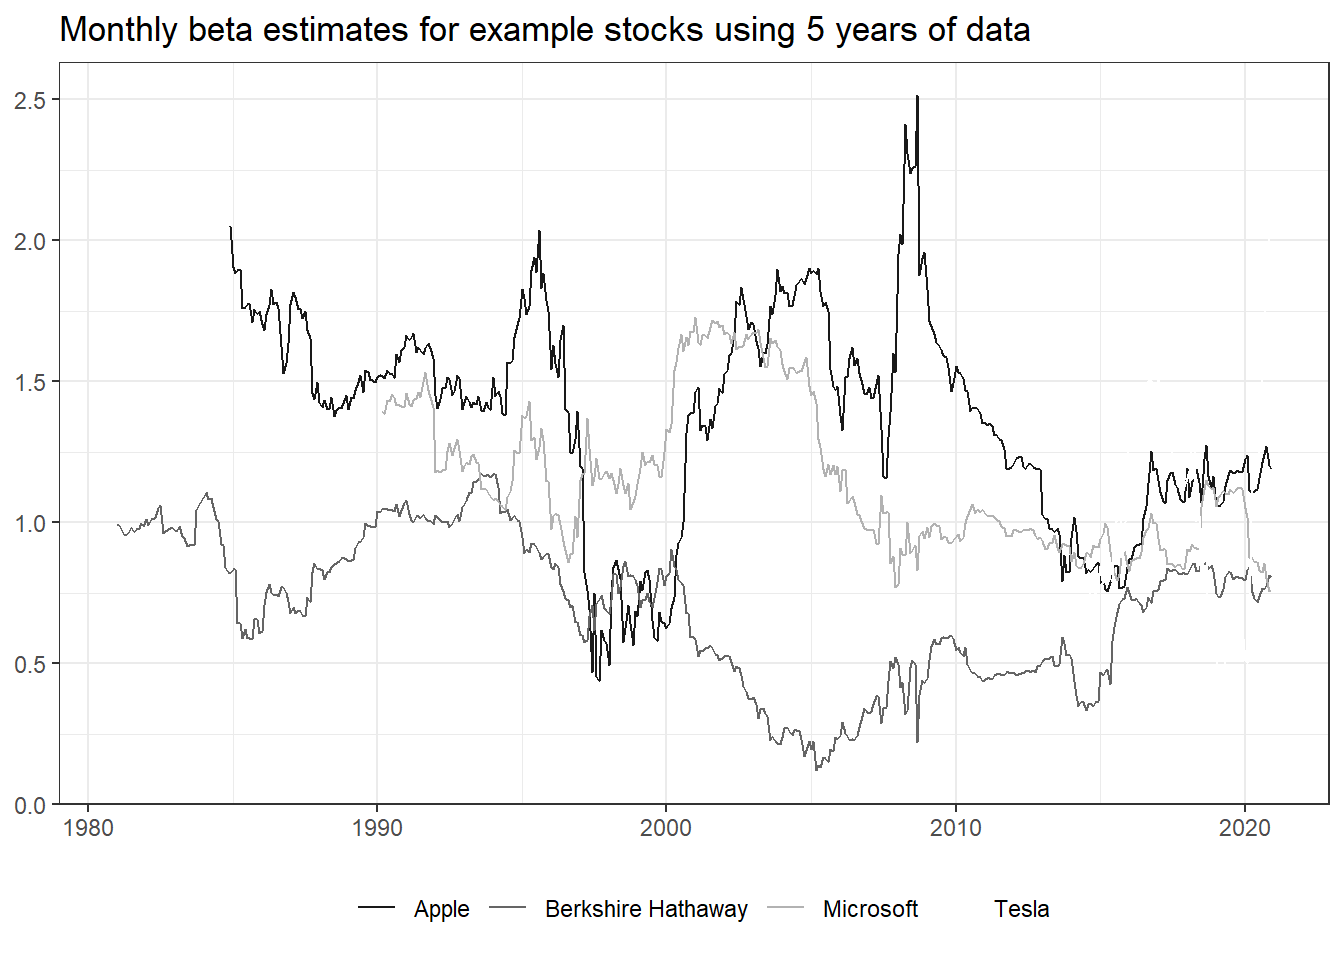 Monthly beta estimates for example stocks using 5 years of data
2.5
2.0
1.5
1.0
0.5
0.0
1980 1990 2000 2010 2020
Apple Berkshire Hathaway Microsoft Tesla